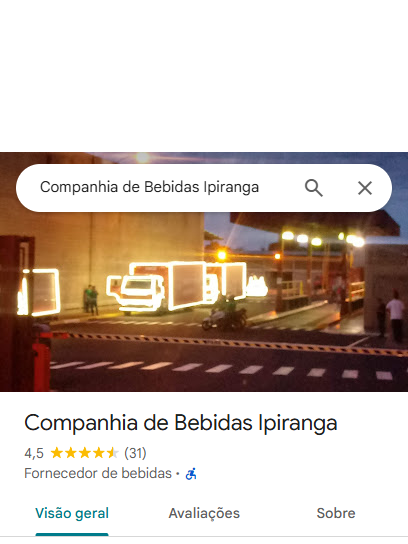 Companhia de Bebidas Ipiranga
Companhia de Bebidas Ipiranga
4,5 (31)
Fornecedor de bebidas ·
Visão geral Avaliações Sobre